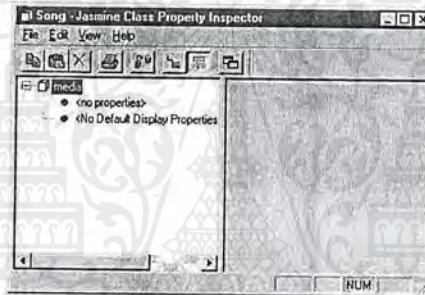 Song - Jasmine Class Property Inspector
File Edit View Help
media
<no properties>
<No Default Display Properties
NUM